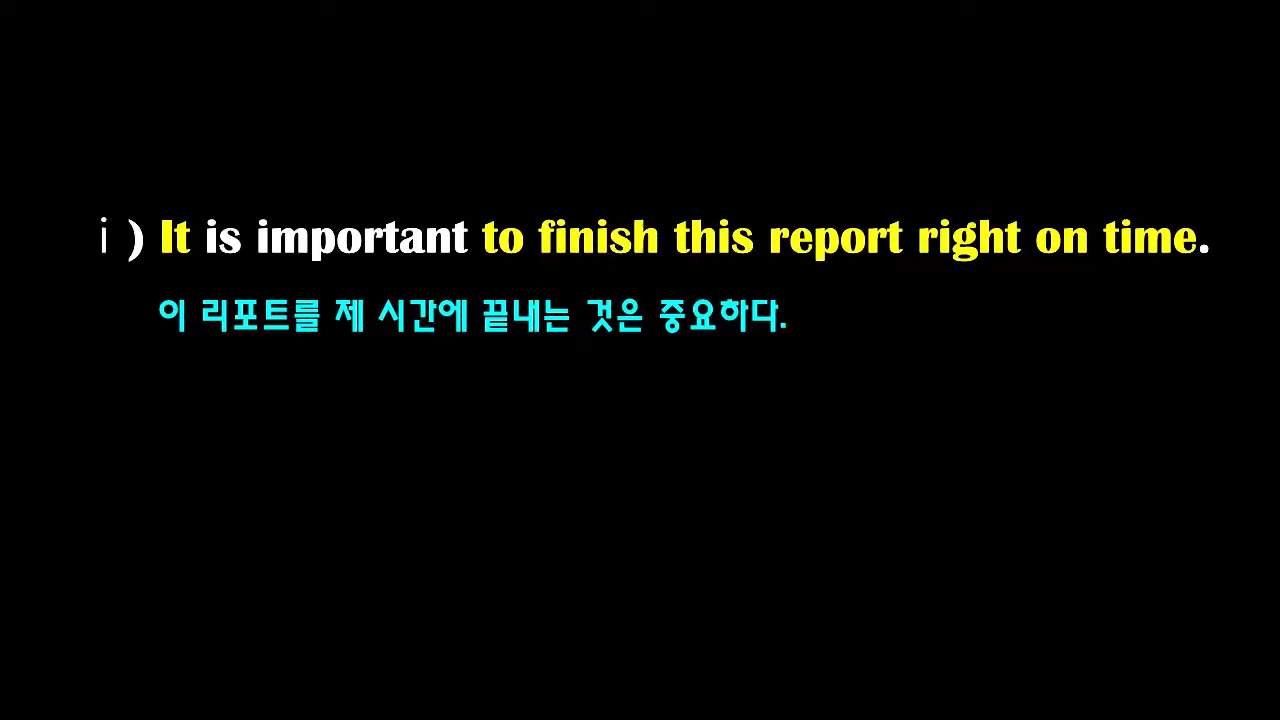 ⅰ) It is important to finish this report right on time.
이 리포트를 제 시간에 끝내는 것은 중요하다.